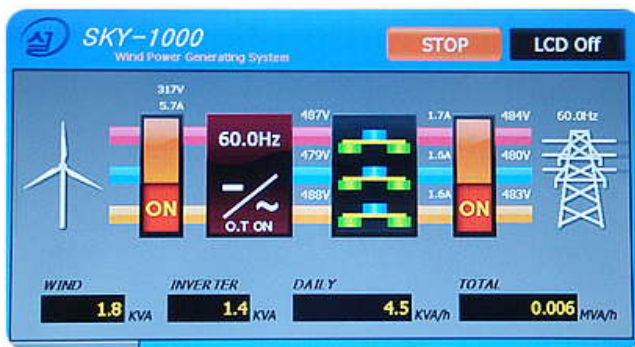 SKY-1000
Wind Power Generating System
STOP
LCD Off
317V
5.7A
ON
60.0Hz
O.T ON
487V
479V
488V
1.7A
1.6A
1.6A
ON
484V
480V
483V
60.0Hz
WIND
1.8 KVA
INVERTER
1.4 KVA
DAILY
4.5 KVA/h
TOTAL
0.006 MVA/h